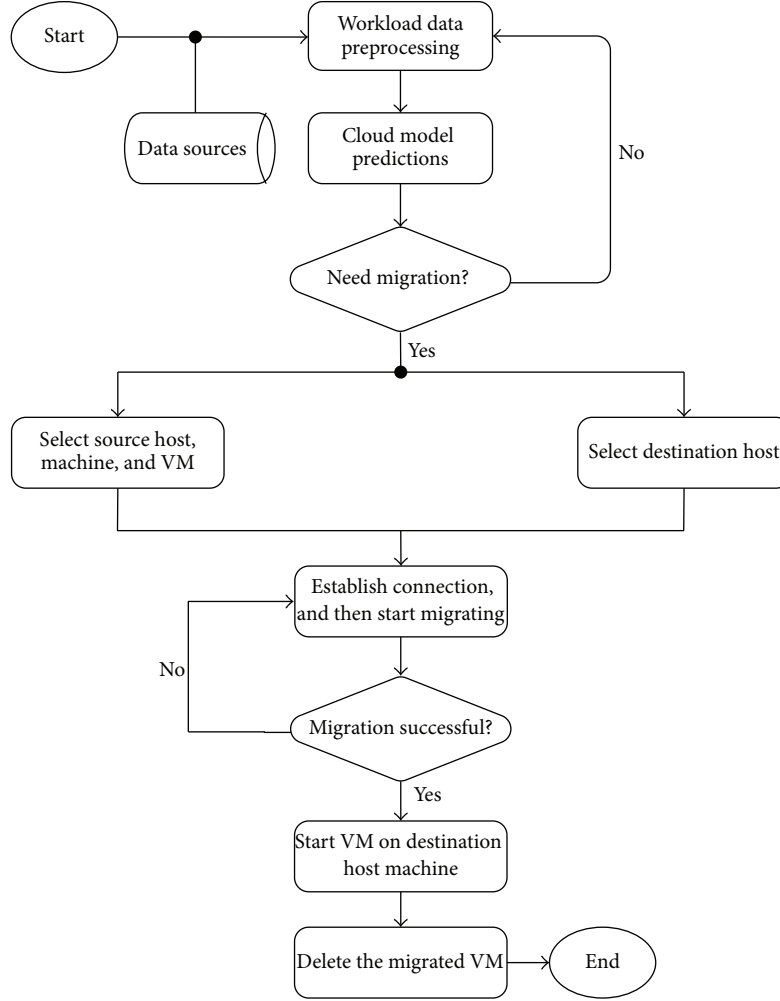 Start
Workload data
preprocessing
Data sources
Cloud model
predictions
No
Need migration?
Yes
Select source host,
machine, and VM
Select destination host
Establish connection,
and then start migrating
No
Migration successful?
Yes
Start VM on destination
host machine
Delete the migrated VM
End